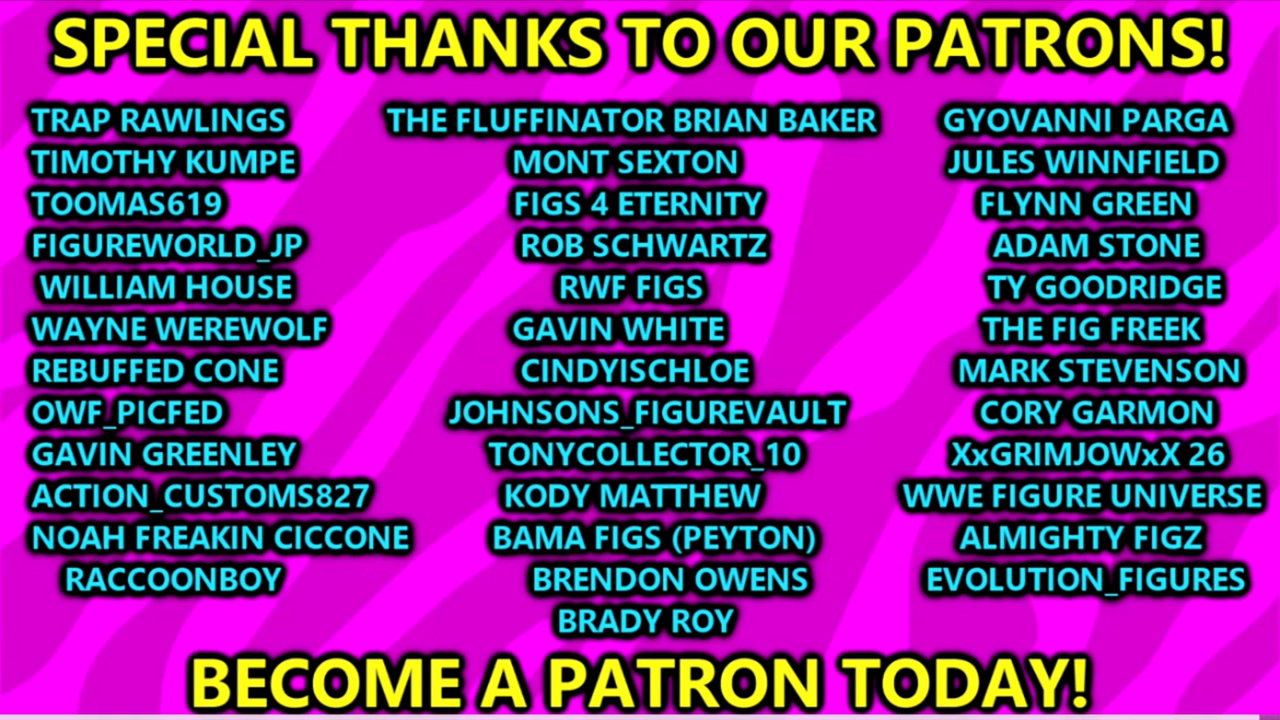 SPECIAL THANKS TO OUR PATRONS!
TRAP RAWLINGS
TIMOTHY KUMPE
TOOMAS619
FIGUREWORLD_JP
WILLIAM HOUSE
WAYNE WEREWOLF
REBUFFED CONE
OWF_PICFED
GAVIN GREENLEY
ACTION_CUSTOMS827
NOAH FREAKIN CICCONE
RACCOONBOY
THE FLUFFINATOR BRIAN BAKER
MONT SEXTON
FIGS 4 ETERNITY
ROB SCHWARTZ
RWF FIGS
GAVIN WHITE
CINDYISCHLOE
JOHNSONS_FIGUREVAULT
TONYCOLLECTOR_10
KODY MATTHEW
BAMA FIGS (PEYTON)
BRENDON OWENS
BRADY ROY
GYOVANNI PARGA
JULES WINNFIELD
FLYNN GREEN
ADAM STONE
TY GOODRIDGE
THE FIG FREEK
MARK STEVENSON
CORY GARMON
XxGRIMJOWxX 26
WWE FIGURE UNIVERSE
ALMIGHTY FIGZ
EVOLUTION_FIGURES
BECOME A PATRON TODAY!